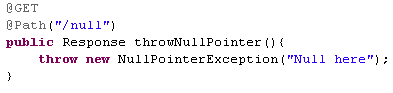 @GET
@Path("/null")
public Response throwNullPointer(){
    throw new NullPointerException("Null here");
}